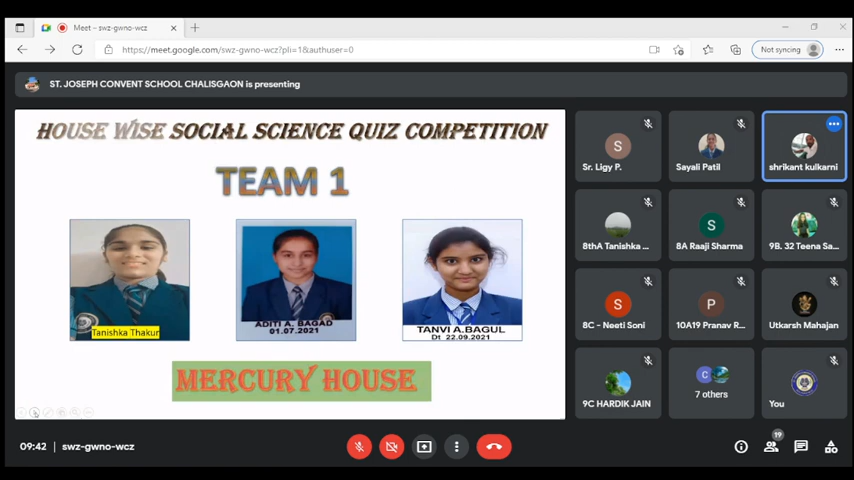 Meet – swz-gwno-wcz
https://meet.google.com/swz-gwno-wcz?pli=1&authuser=0
Not syncing
ST. JOSEPH CONVENT SCHOOL CHALISGAON is presenting
HOUSE WISE SOCIAL SCIENCE QUIZ COMPETITION
TEAM 1
Tanishka Thakur
ADITI A. BAGAD
01.07.2021
TANVI A.BAGUL
Dt 22.09.2021
MERCURY HOUSE
S
Sr. Ligy P.
Sayali Patil
shrikant kulkarni
8thA Tanishka ...
8A Raaji Sharma
9B. 32 Teena Sa...
S
8C - Neeti Soni
P
10A19 Pranav R...
Utkarsh Mahajan
9C HARDIK JAIN
C
7 others
You
09:42 | swz-gwno-wcz
19